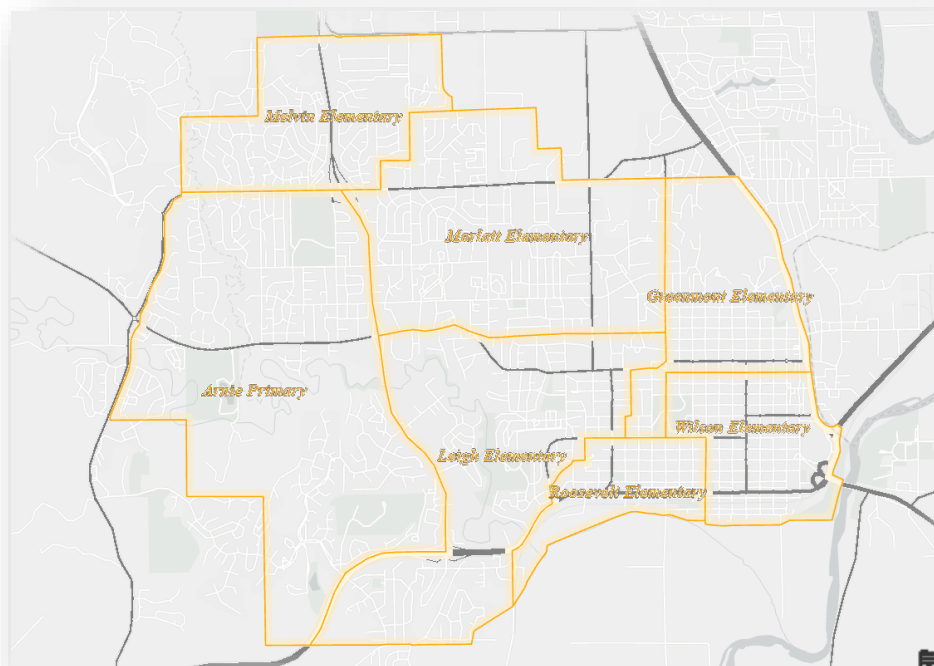 Melvin Elementary
Marlatt Elementary
Greenmont Elementary
Arnie Primary
Wilson Elementary
Leigh Elementary
Roosevelt Elementary